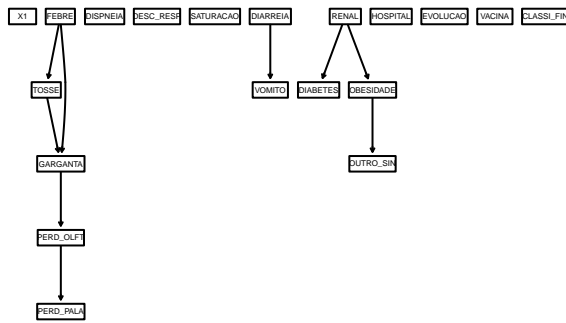 X1 FEBRE DISPNEIA DESC_RESP SATURACAO DIARREIA RENAL HOSPITAL EVOLUCAO VACINA CLASSI_FIN
TOSSE VOMITO DIABETES OBESIDADE
GARGANTA OUTRO_SIN
PERD_OLFT
PERD_PALA